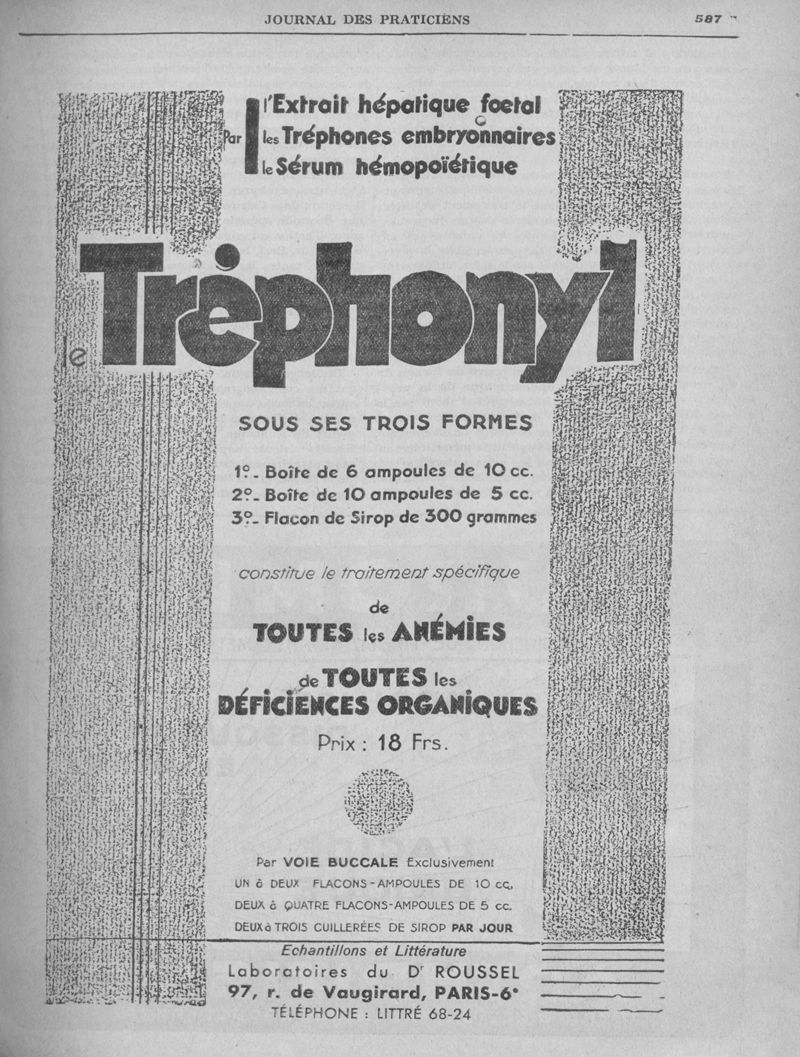 JOURNAL DES PRATICIENS
587
l'Extrait hépatique fœtal
Par les Tréphones embryonnaires
le Sérum hémopoïétique
le Tréphonyl
SOUS SES TROIS FORMES
1º_ Boîte de 6 ampoules de 10 cc.
2º_ Boîte de 10 ampoules de 5 cc.
3º_ Flacon de Sirop de 300 grammes
constitue le traitement spécifique
de
TOUTES les ANÉMIES
de TOUTES les
DÉFICIENCES ORGANIQUES
Prix : 18 Frs.
Par VOIE BUCCALE Exclusivement
UN à DEUX FLACONS-AMPOULES DE 10 cc.
DEUX à QUATRE FLACONS-AMPOULES DE 5 cc.
DEUX à TROIS CUILLERÉES DE SIROP PAR JOUR
Echantillons et Littérature
Laboratoires du Dr ROUSSEL
97, r. de Vaugirard, PARIS-6e
TÉLÉPHONE : LITTRÉ 68-24